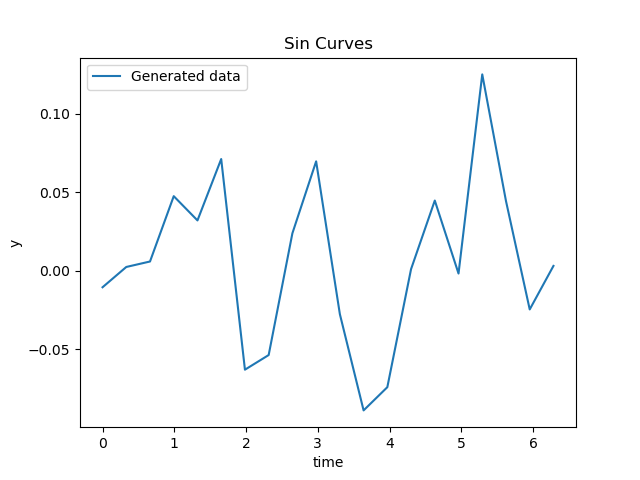 Sin Curves
Generated data
0.10
0.05
0.00
−0.05
y
0 1 2 3 4 5 6
time